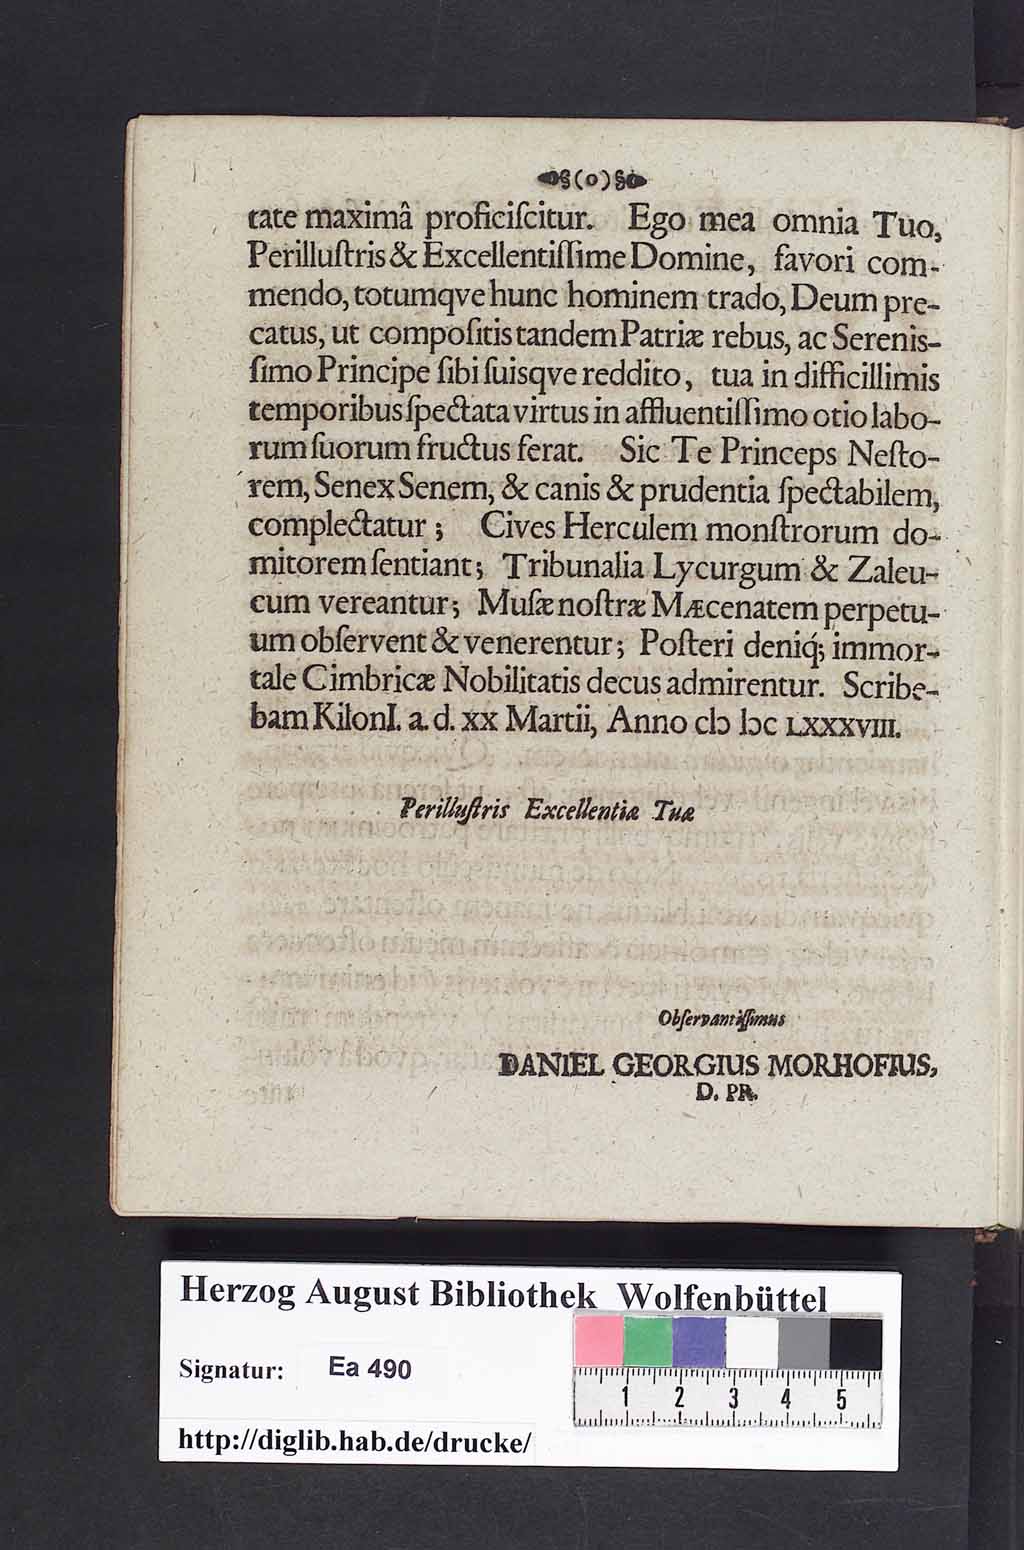 §(o)§
tate maximâ proficiſcitur. Ego mea omnia Tuo,
Perilluſtris & Excellentiſſime Domine, favori com-
mendo, totumqve hunc hominem trado, Deum pre-
catus, ut compoſitis tandem Patriæ rebus, ac Serenis-
ſimo Principe ſibi ſuisqve reddito, tua in difficillimis
temporibus ſpectata virtus in affluentiſſimo otio labo-
rum ſuorum fructus ferat. Sic Te Princeps Neſto-
rem, Senex Senem, & canis & prudentia ſpectabilem,
complectatur; Cives Herculem monſtrorum do-
mitorem ſentiant; Tribunalia Lycurgum & Zaleu-
cum vereantur; Muſæ noſtræ Mæcenatem perpetu-
um obſervent & venerentur; Poſteri deniq́; immor-
tale Cimbricæ Nobilitatis decus admirentur. Scribe-
bam KilonI. a. d. xx Martii, Anno cIɔ Iɔc LXXXVIII.
Perilluſtris Excellentiæ Tuæ
Obſervantiſſimus
DANIEL GEORGIUS MORHOFIUS,
D. PR.
Herzog August Bibliothek Wolfenbüttel
Signatur: Ea 490
1 2 3 4 5
http://diglib.hab.de/drucke/